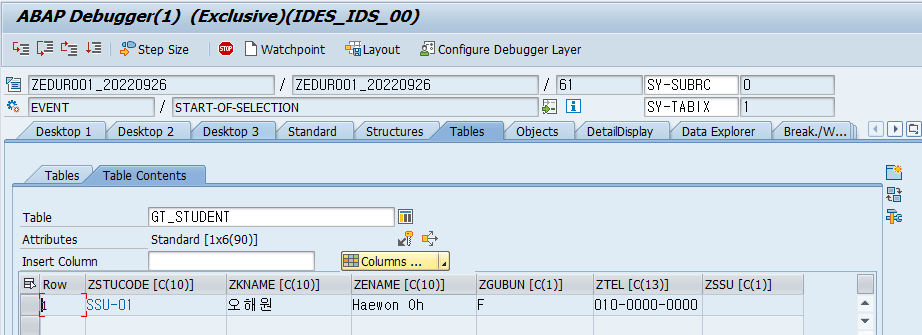 ABAP Debugger(1) (Exclusive)(IDES_IDS_00)
Step Size STOP Watchpoint Layout Configure Debugger Layer
ZEDUR001_20220926 / ZEDUR001_20220926 / 61 SY-SUBRC 0
EVENT / START-OF-SELECTION SY-TABIX 1
Desktop 1 Desktop 2 Desktop 3 Standard Structures Tables Objects DetailDisplay Data Explorer Break./W...
Tables Table Contents
Table GT_STUDENT
Attributes Standard [1x6(90)]
Insert Column Columns ...
Row ZSTUCODE [C(10)] ZKNAME [C(10)] ZENAME [C(10)] ZGUBUN [C(1)] ZTEL [C(13)] ZSSU [C(1)]
1 SSU-01 오해원 Haewon Oh F 010-0000-0000